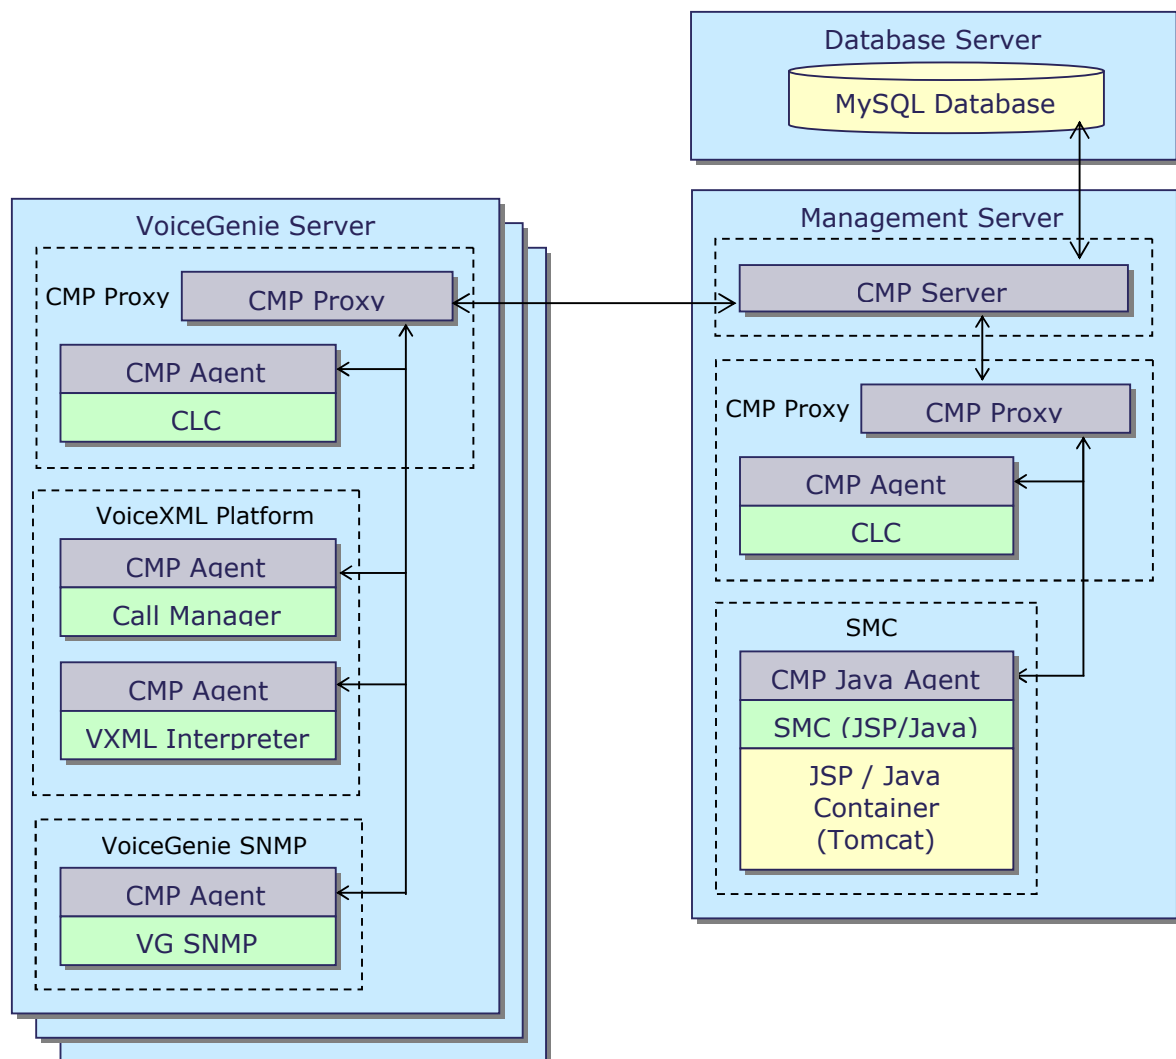 Database Server
MySQL Database
VoiceGenie Server
CMP Proxy
CMP Proxy
CMP Agent
CLC
VoiceXML Platform
CMP Agent
Call Manager
CMP Agent
VXML Interpreter
VoiceGenie SNMP
CMP Agent
VG SNMP
Management Server
CMP Server
CMP Proxy
CMP Proxy
CMP Agent
CLC
SMC
CMP Java Agent
SMC (JSP/Java)
JSP / Java
Container
(Tomcat)